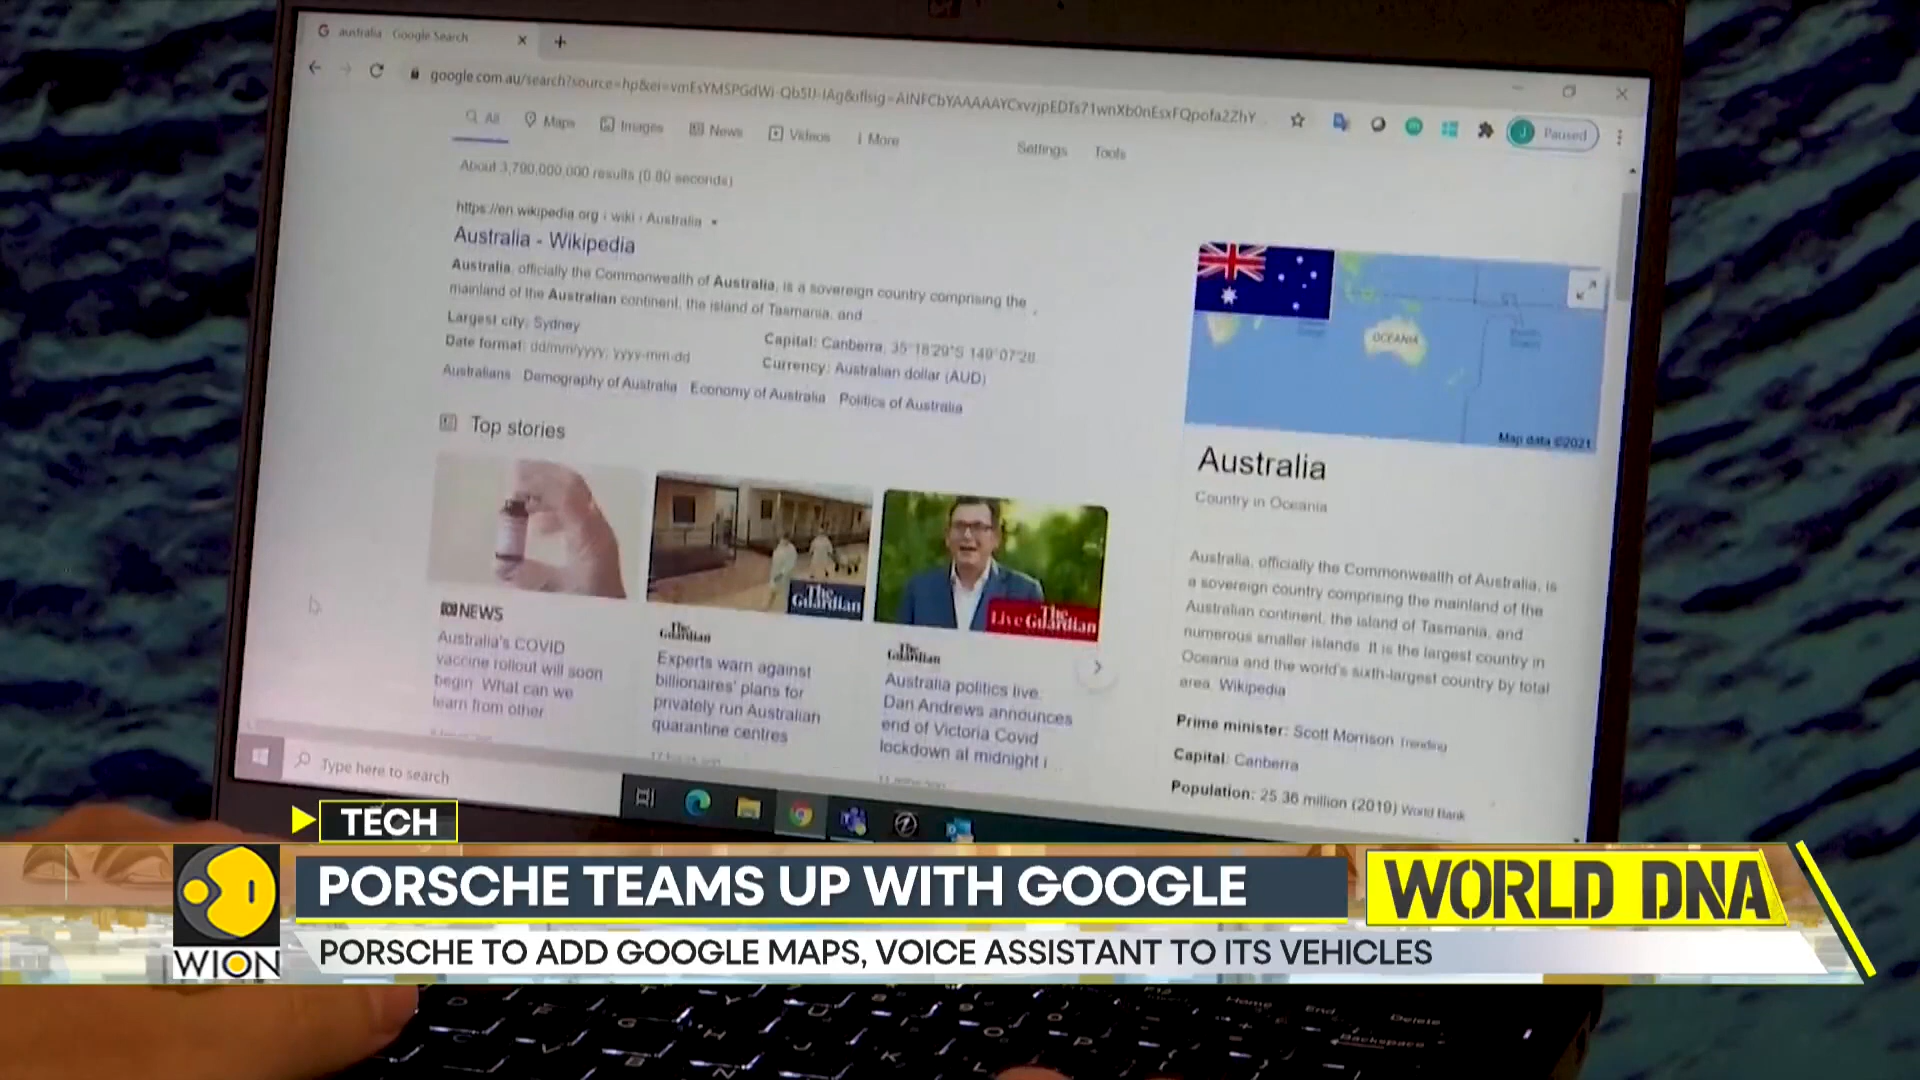 australia - Google Search
google.com.au/search?source=hp&ei=
All
Maps
Images
News
Videos
More
Settings
Tools
Paused
About 3,790,000,000 results (0.80 seconds)
https://en.wikipedia.org › wiki › Australia
Australia - Wikipedia
Australia, officially the Commonwealth of Australia, is a sovereign country comprising the
mainland of the Australian continent, the island of Tasmania, and
Largest city: Sydney
Capital: Canberra, 35°18′29″S 149°07′28
Date format: dd/mm/yyyy; yyyy-mm-dd
Currency: Australian dollar (AUD)
Australians Demography of Australia Economy of Australia Politics of Australia
Top stories
The Guardian
Live The Guardian
NEWS
Australia's COVID
vaccine rollout will soon
begin. What can we
learn from other
The Guardian
Experts warn against
billionaires' plans for
privately run Australian
quarantine centres
The Guardian
Australia politics live:
Dan Andrews announces
end of Victoria Covid
lockdown at midnight
OCEANIA
Map data ©2021
Australia
Country in Oceania
Australia, officially the Commonwealth of Australia, is
a sovereign country comprising the mainland of the
Australian continent, the island of Tasmania, and
numerous smaller islands. It is the largest country in
Oceania and the world's sixth-largest country by total
area. Wikipedia
Prime minister: Scott Morrison Trending
Capital: Canberra
Population: 25.36 million (2019) World Bank
Type here to search
TECH
PORSCHE TEAMS UP WITH GOOGLE
WORLD DNA
WION
PORSCHE TO ADD GOOGLE MAPS, VOICE ASSISTANT TO ITS VEHICLES
Home
End
Delete
Backspace